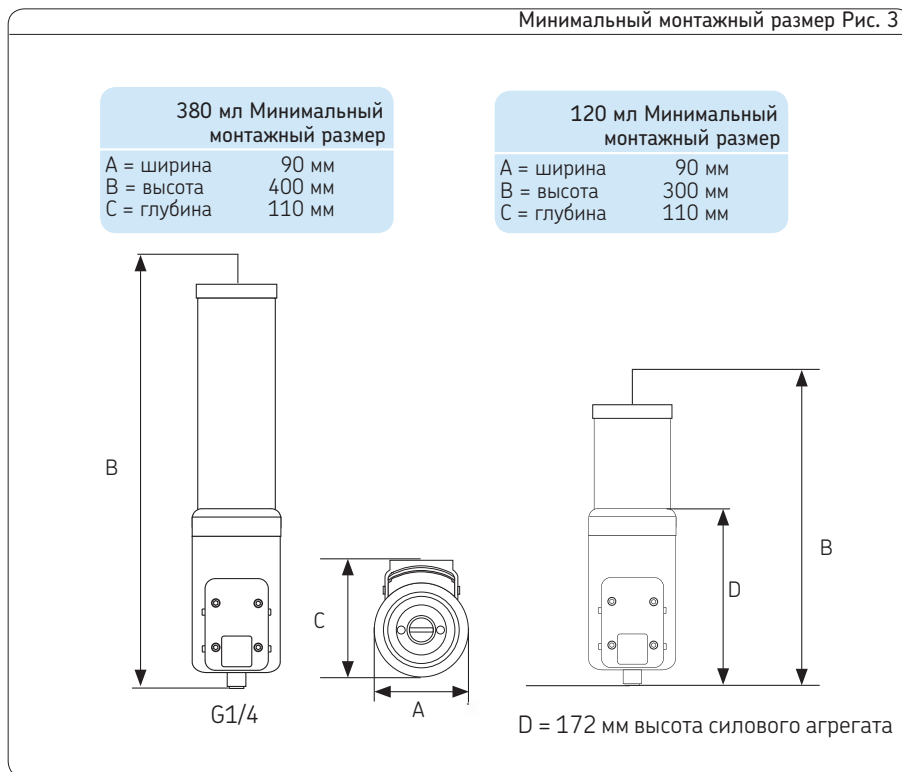 Минимальный монтажный размер Рис. 3
380 мл Минимальный
монтажный размер
A = ширина 90 мм
B = высота 400 мм
C = глубина 110 мм
120 мл Минимальный
монтажный размер
A = ширина 90 мм
B = высота 300 мм
C = глубина 110 мм
B
C
A
G1/4
D
B
D = 172 мм высота силового агрегата